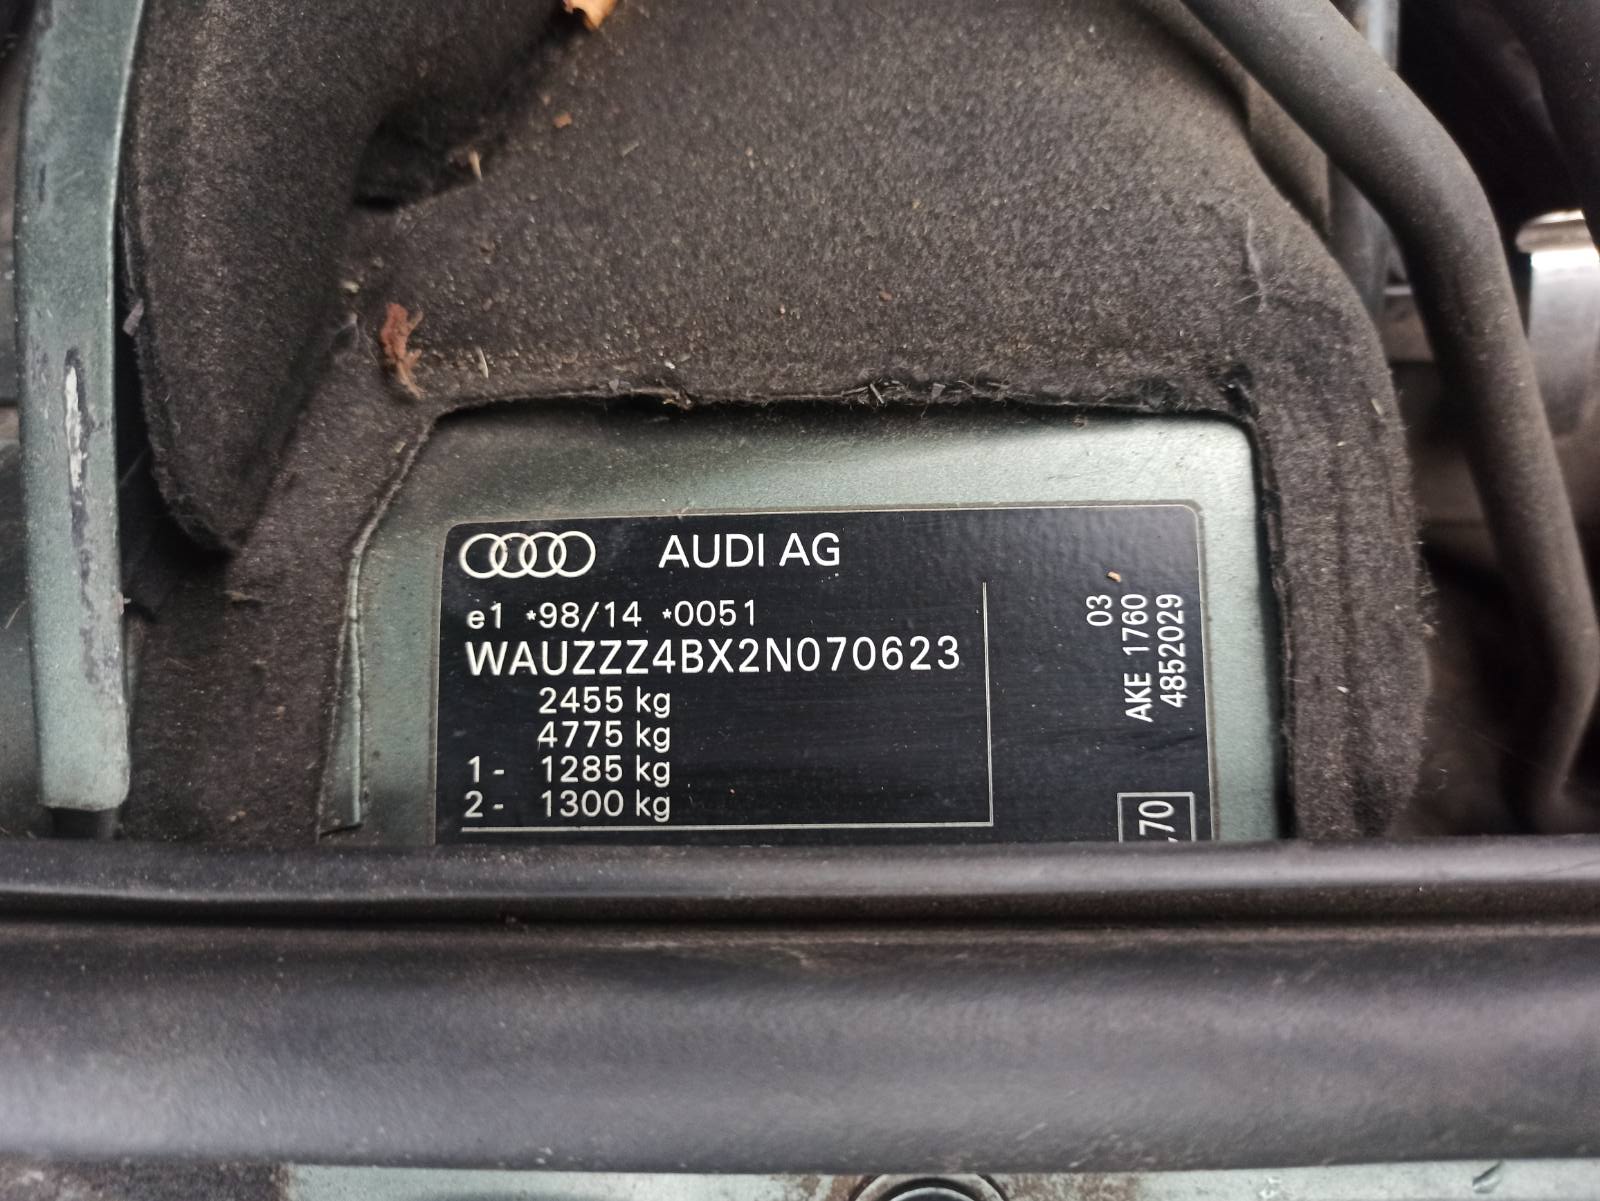 AUDI AG
e1 *98/14 *0051
WAUZZZ4BX2N070623
2455 kg
4775 kg
1- 1285 kg
2- 1300 kg
03
AKE 1760
4852029
,70